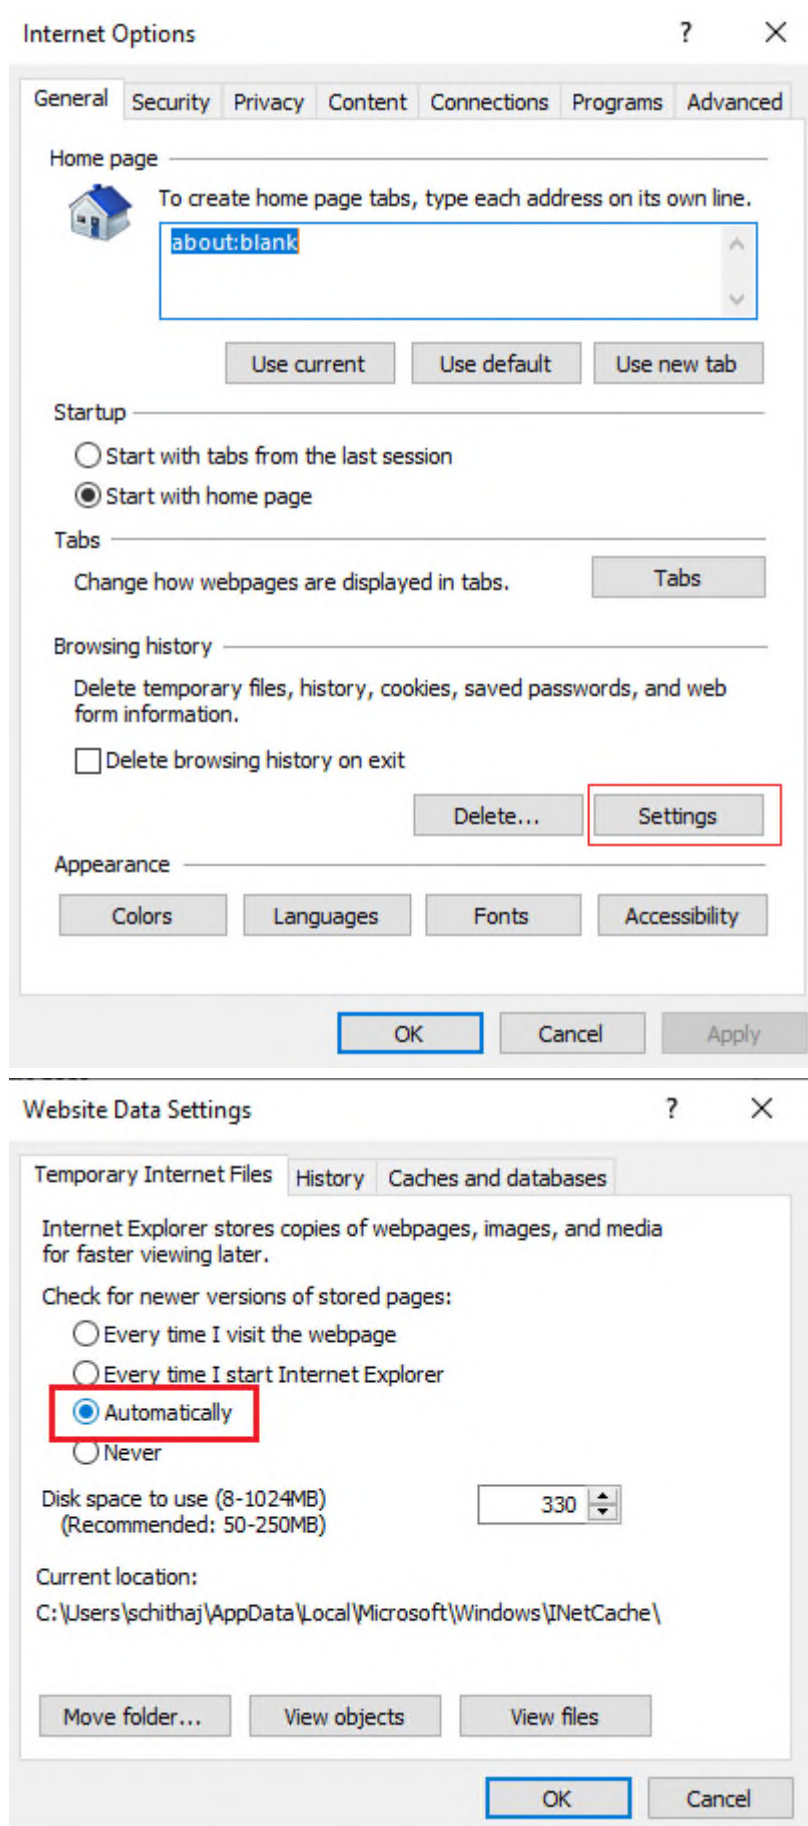 Internet Options ?
General Security Privacy Content Connections Programs Advanced
Home page
To create home page tabs, type each address on its own line.
about:blank
Use current Use default Use new tab
Startup
Start with tabs from the last session
Start with home page
Tabs
Change how webpages are displayed in tabs. Tabs
Browsing history
Delete temporary files, history, cookies, saved passwords, and web
form information.
Delete browsing history on exit
Delete... Settings
Appearance
Colors Languages Fonts Accessibility
OK Cancel Apply
Website Data Settings ?
Temporary Internet Files History Caches and databases
Internet Explorer stores copies of webpages, images, and media
for faster viewing later.
Check for newer versions of stored pages:
Every time I visit the webpage
Every time I start Internet Explorer
Automatically
Never
Disk space to use (8-1024MB) 330
(Recommended: 50-250MB)
Current location:
C:\Users\schithaj\AppData\Local\Microsoft\Windows\INetCache\
Move folder... View objects View files
OK Cancel